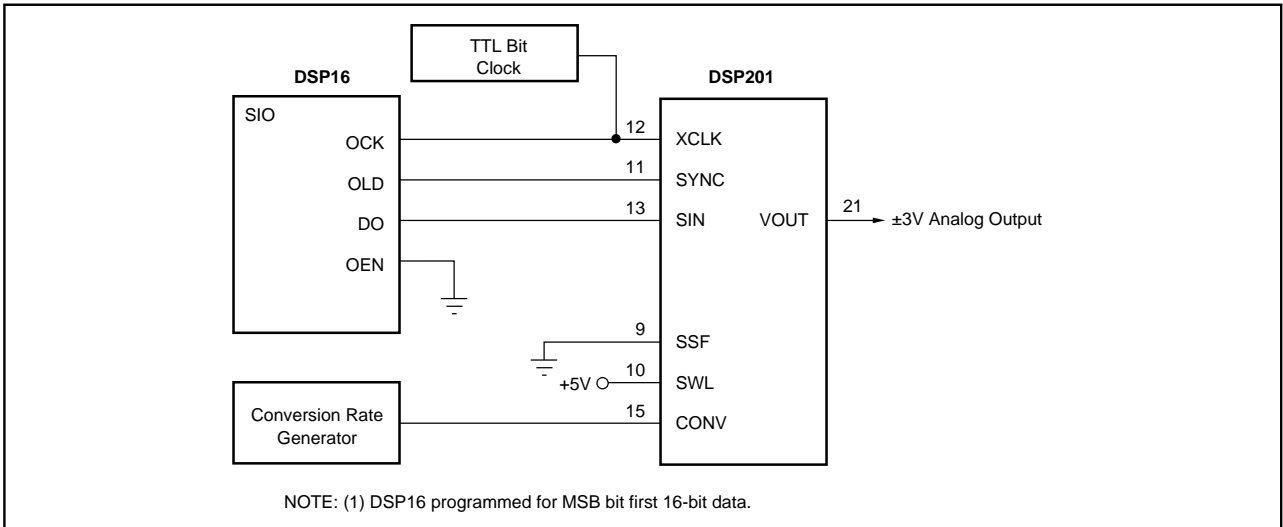 TTL Bit
Clock
DSP16
DSP201
SIO
OCK
12
XCLK
OLD
11
SYNC
DO
13
SIN
VOUT
21
±3V Analog Output
OEN
9
SSF
+5V
10
SWL
Conversion Rate
Generator
15
CONV
NOTE: (1) DSP16 programmed for MSB bit first 16-bit data.